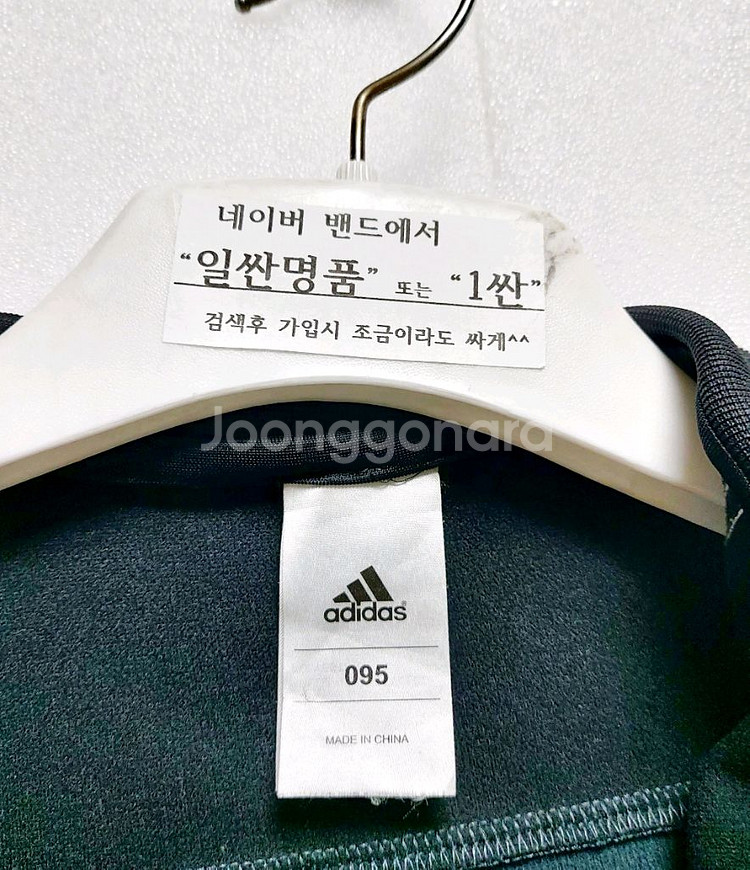 네이버 밴드에서
“일싼명품” 또는 “1싼”
검색후 가입시 조금이라도 싸게^^
Joonggonara
adidas
095
MADE IN CHINA